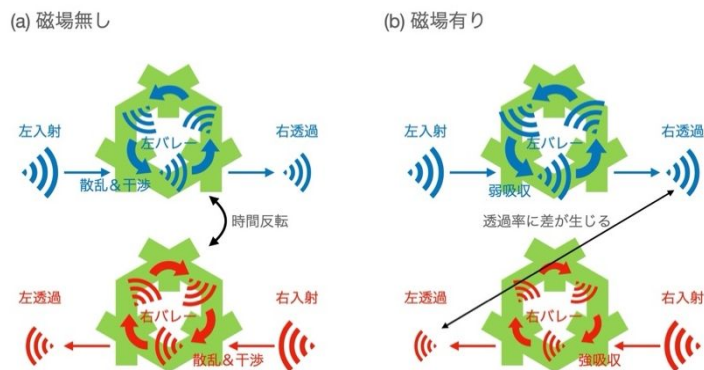 (a) 磁場無し
(b) 磁場有り
左入射
左バレー
右透過
散乱&干渉
左入射
左バレー
右透過
弱吸収
時間反転
透過率に差が生じる
左透過
右バレー
右入射
散乱&干渉
左透過
右バレー
右入射
強吸収